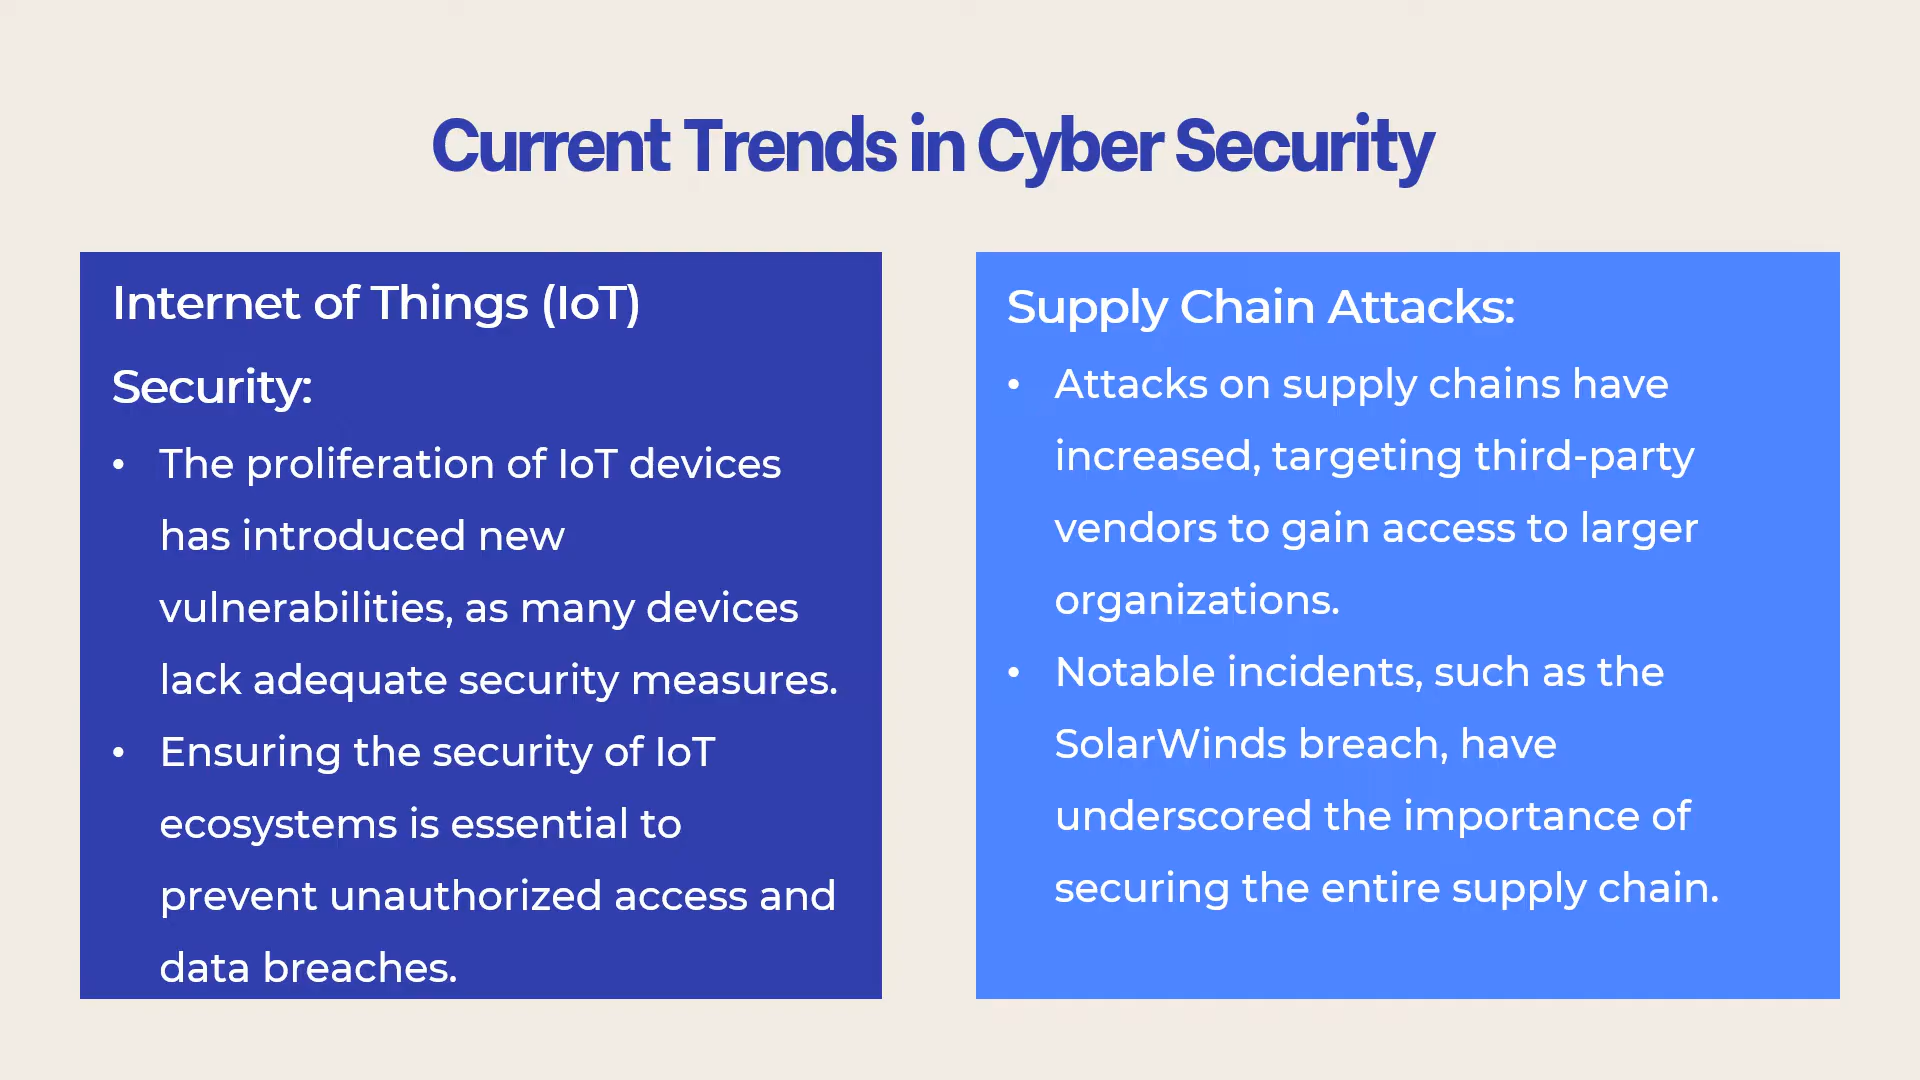 Current Trends in Cyber Security
Internet of Things (IoT)
Security:
• The proliferation of IoT devices
has introduced new
vulnerabilities, as many devices
lack adequate security measures.
• Ensuring the security of IoT
ecosystems is essential to
prevent unauthorized access and
data breaches.
Supply Chain Attacks:
• Attacks on supply chains have
increased, targeting third-party
vendors to gain access to larger
organizations.
• Notable incidents, such as the
SolarWinds breach, have
underscored the importance of
securing the entire supply chain.